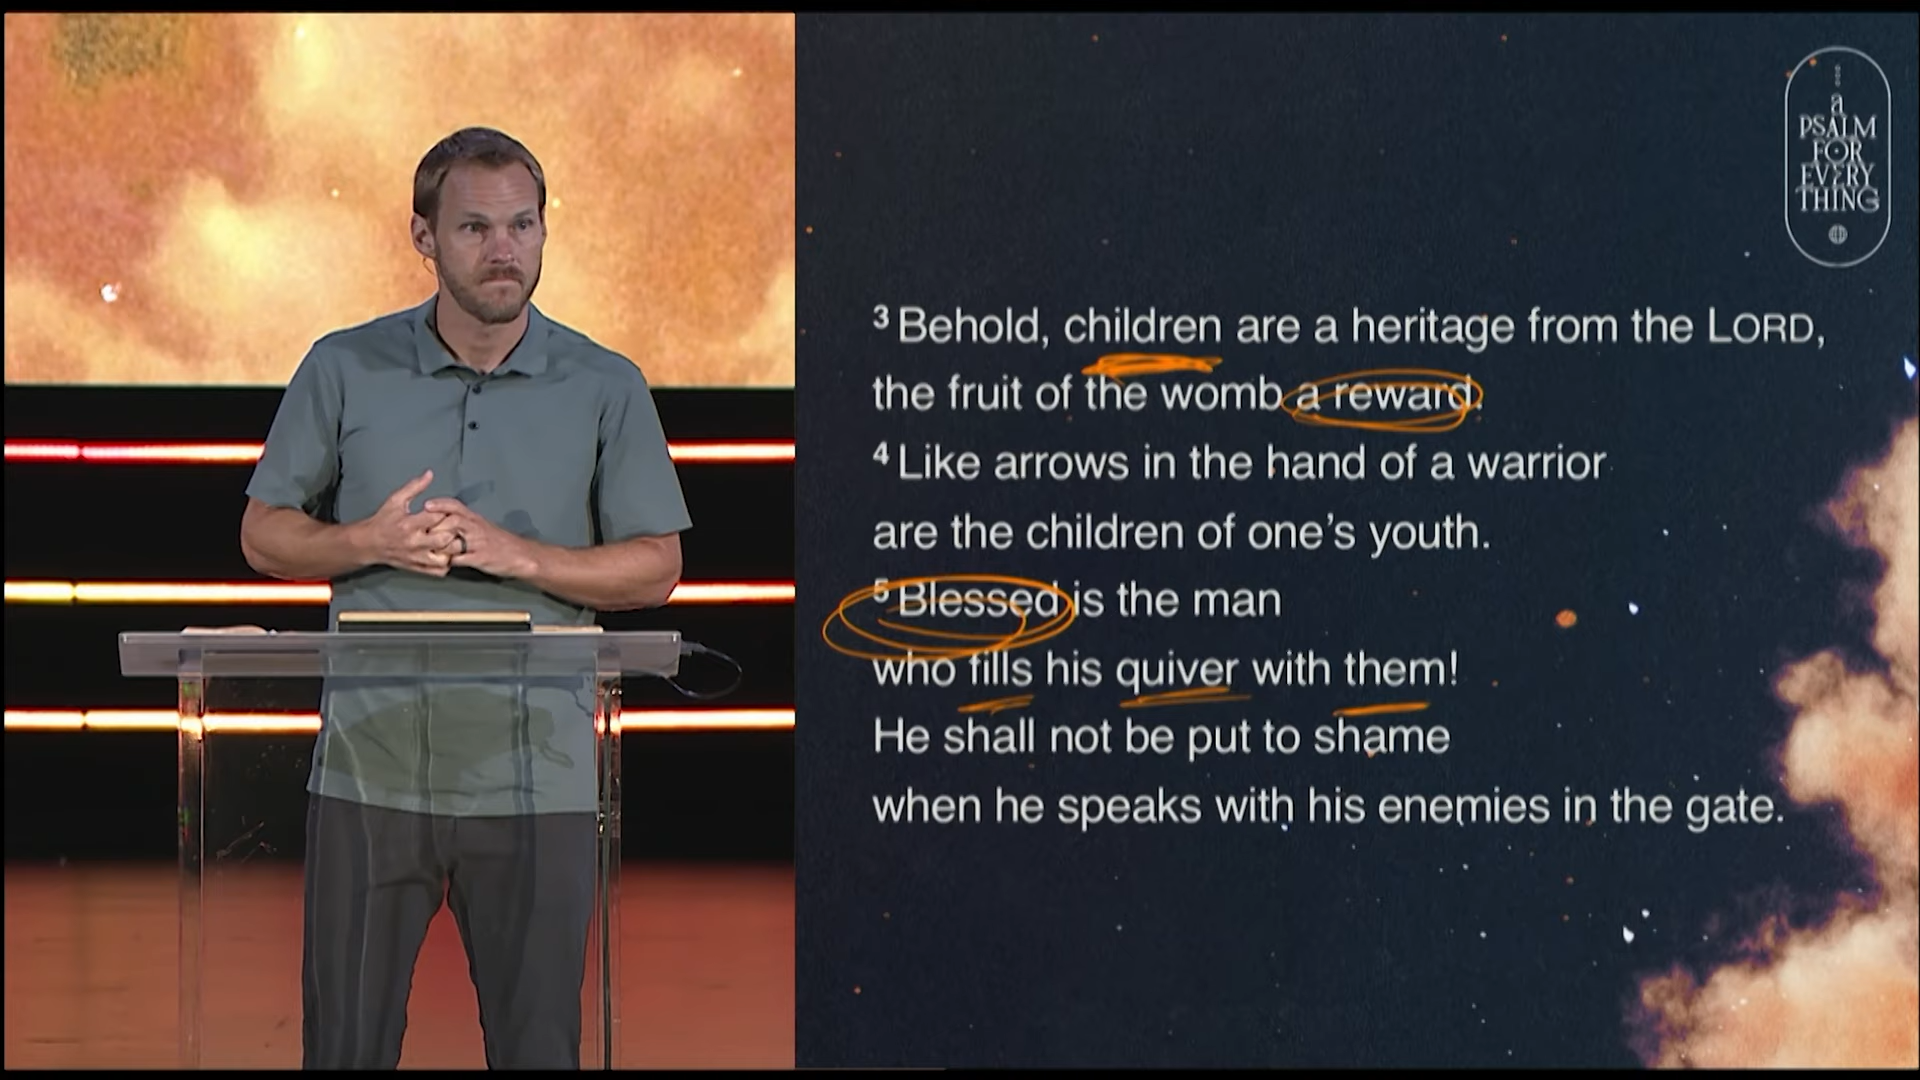 a
PSALM
FOR
EVERY
THING
3 Behold, children are a heritage from the LORD,
the fruit of the womb a reward.
4 Like arrows in the hand of a warrior
are the children of one’s youth.
5 Blessed is the man
who fills his quiver with them!
He shall not be put to shame
when he speaks with his enemies in the gate.